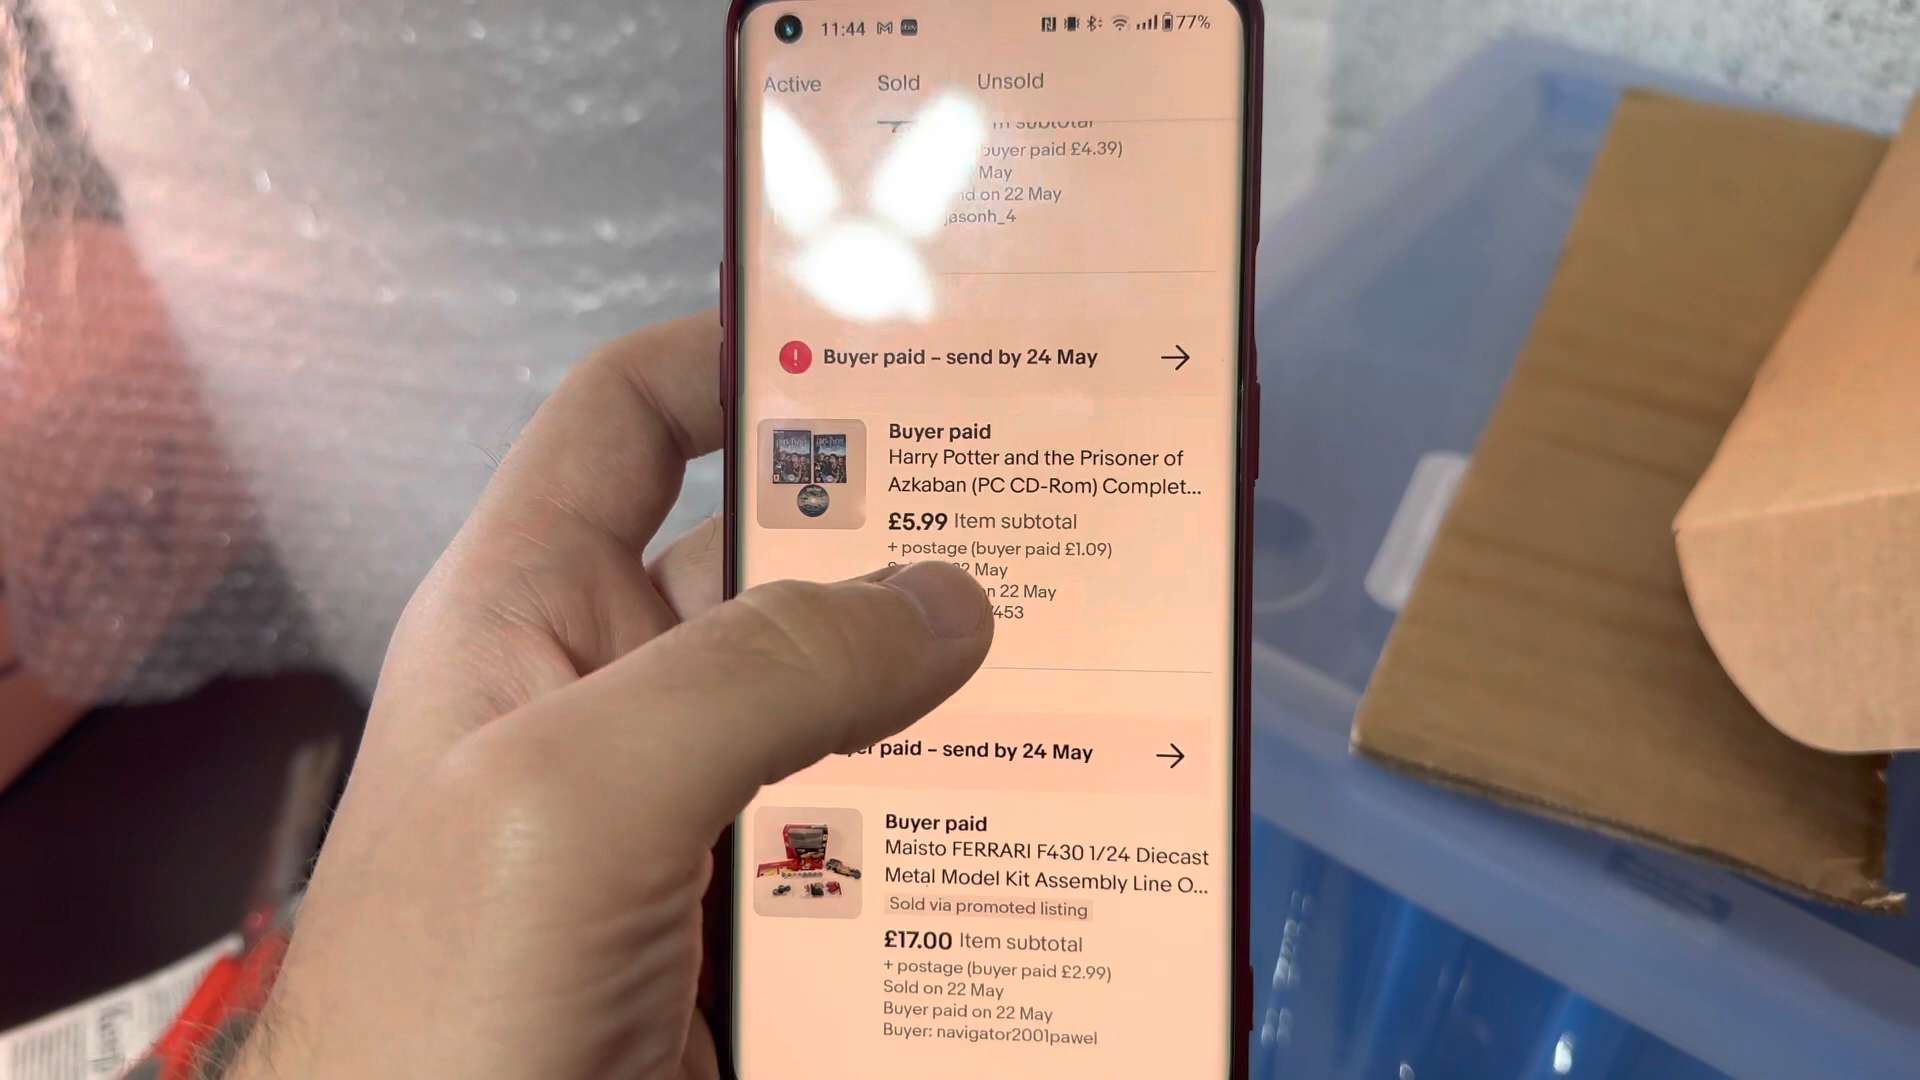 11:44 77%
Active Sold Unsold
subtotal
buyer paid £4.39)
May
on 22 May
jasonh_4
Buyer paid – send by 24 May
Buyer paid
Harry Potter and the Prisoner of
Azkaban (PC CD-Rom) Complet...
£5.99 Item subtotal
+ postage (buyer paid £1.09)
22 May
on 22 May
453
paid – send by 24 May
Buyer paid
Maisto FERRARI F430 1/24 Diecast
Metal Model Kit Assembly Line O...
Sold via promoted listing
£17.00 Item subtotal
+ postage (buyer paid £2.99)
Sold on 22 May
Buyer paid on 22 May
Buyer: navigator2001pawel